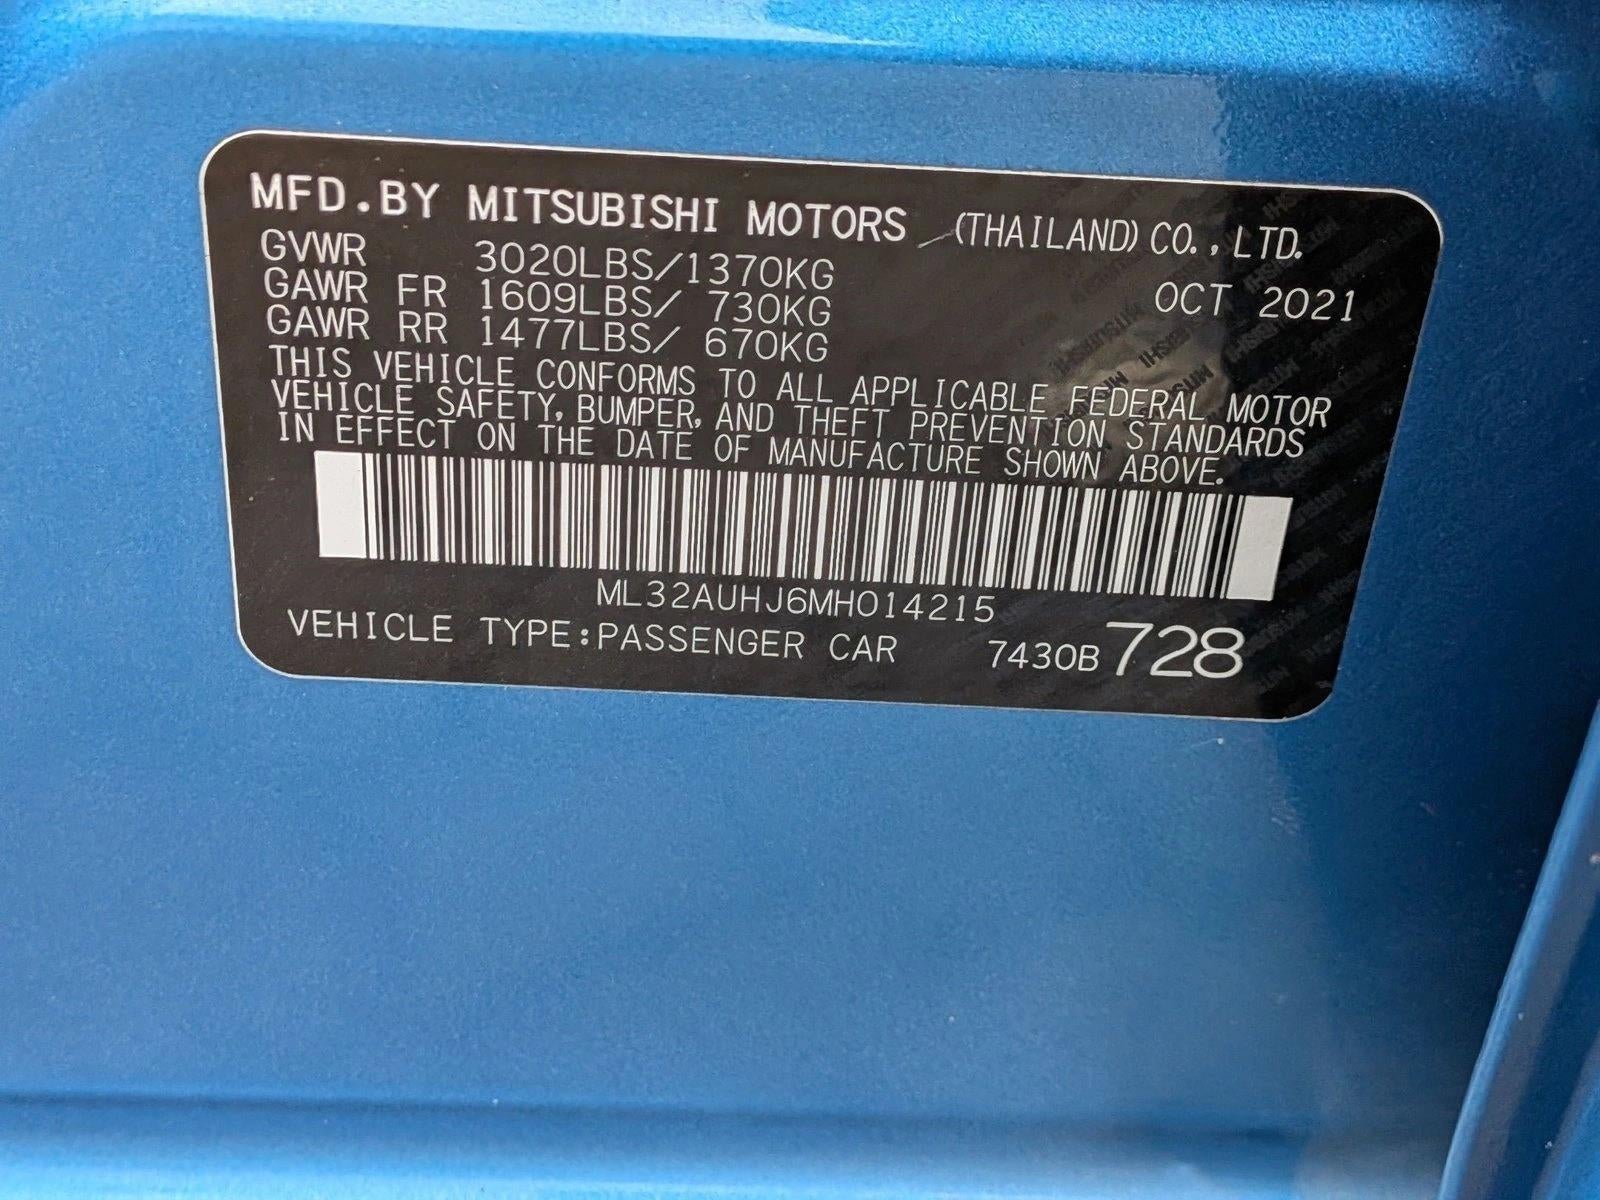 MFD.BY MITSUBISHI MOTORS (THAILAND) CO.,LTD.
GVWR 3020LBS/1370KG
GAWR FR 1609LBS/ 730KG OCT 2021
GAWR RR 1477LBS/ 670KG
THIS VEHICLE CONFORMS TO ALL APPLICABLE FEDERAL MOTOR
VEHICLE SAFETY, BUMPER, AND THEFT PREVENTION STANDARDS
IN EFFECT ON THE DATE OF MANUFACTURE SHOWN ABOVE.
ML32AUHJ6MH014215
VEHICLE TYPE:PASSENGER CAR 7430B 728